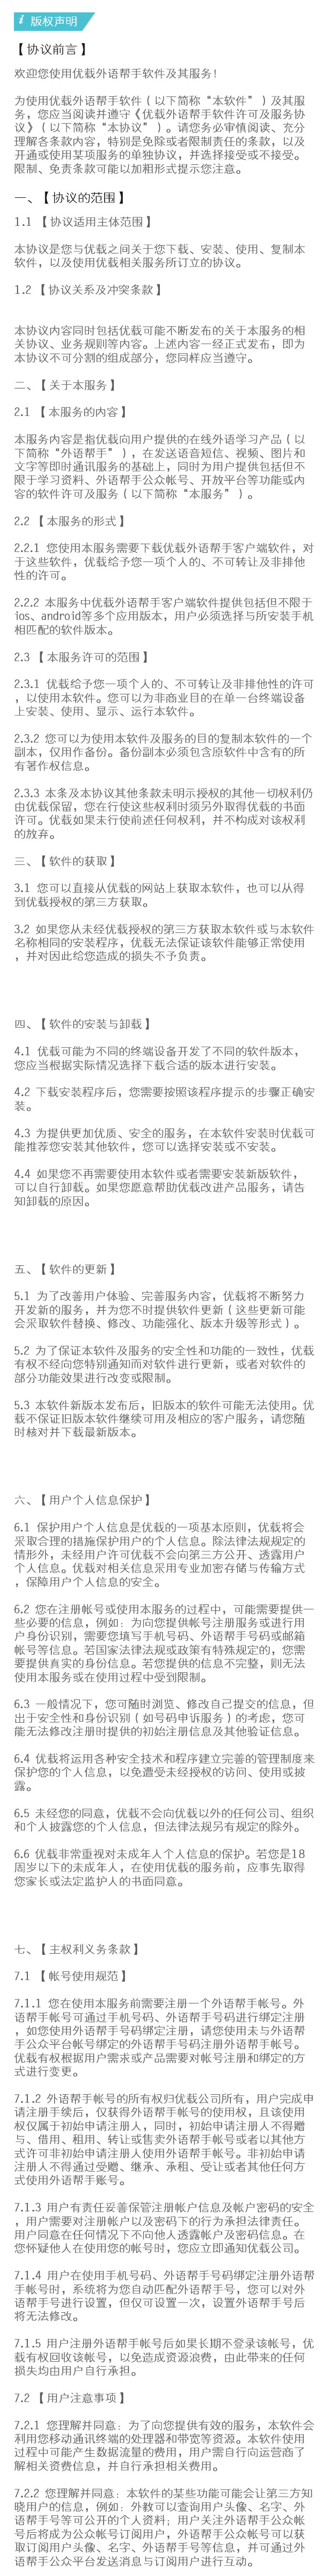 i 版权声明
【协议前言】
欢迎您使用优载外语帮手软件及其服务！
为使用优载外语帮手软件（以下简称“本软件”）及其服
务，您应当阅读并遵守《优载外语帮手软件许可及服务协
议》（以下简称“本协议”）。请您务必审慎阅读、充分
理解各条款内容，特别是免除或者限制责任的条款，以及
开通或使用某项服务的单独协议，并选择接受或不接受。
限制、免责条款可能以加粗形式提示您注意。
一、【协议的范围】
1.1 【协议适用主体范围】
本协议是您与优载之间关于您下载、安装、使用、复制本
软件，以及使用优载相关服务所订立的协议。
1.2 【协议关系及冲突条款】
本协议内容同时包括优载可能不断发布的关于本服务的相
关协议、业务规则等内容。上述内容一经正式发布，即为
本协议不可分割的组成部分，您同样应当遵守。
二、【关于本服务】
2.1 【本服务的内容】
本服务内容是指优载向用户提供的在线外语学习产品（以
下简称“外语帮手”），在发送语音短信、视频、图片和
文字等即时通讯服务的基础上，同时为用户提供包括但不
限于学习资料、外语帮手公众帐号、开放平台等功能或内
容的软件许可及服务（以下简称“本服务”）。
2.2 【本服务的形式】
2.2.1 您使用本服务需要下载优载外语帮手客户端软件，对
于这些软件，优载给予您一项个人的、不可转让及非排他
性的许可。
2.2.2 本服务中优载外语帮手客户端软件提供包括但不限于
ios、android等多个应用版本，用户必须选择与所安装手机
相匹配的软件版本。
2.3 【本服务许可的范围】
2.3.1 优载给予您一项个人的、不可转让及非排他性的许可
，以使用本软件。您可以为非商业目的在单一台终端设备
上安装、使用、显示、运行本软件。
2.3.2 您可以为使用本软件及服务的目的复制本软件的一个
副本，仅用作备份。备份副本必须包含原软件中含有的所
有著作权信息。
2.3.3 本条及本协议其他条款未明示授权的其他一切权利仍
由优载保留，您在行使这些权利时须另外取得优载的书面
许可。优载如果未行使前述任何权利，并不构成对该权利
的放弃。
三、【软件的获取】
3.1 您可以直接从优载的网站上获取本软件，也可以从得
到优载授权的第三方获取。
3.2 如果您从未经优载授权的第三方获取本软件或与本软件
名称相同的安装程序，优载无法保证该软件能够正常使用
，并对因此给您造成的损失不予负责。
四、【软件的安装与卸载】
4.1 优载可能为不同的终端设备开发了不同的软件版本，
您应当根据实际情况选择下载合适的版本进行安装。
4.2 下载安装程序后，您需要按照该程序提示的步骤正确安
装。
4.3 为提供更加优质、安全的服务，在本软件安装时优载可
能推荐您安装其他软件，您可以选择安装或不安装。
4.4 如果您不再需要使用本软件或者需要安装新版软件，
可以自行卸载。如果您愿意帮助优载改进产品服务，请告
知卸载的原因。
五、【软件的更新】
5.1 为了改善用户体验、完善服务内容，优载将不断努力
开发新的服务，并为您不时提供软件更新（这些更新可能
会采取软件替换、修改、功能强化、版本升级等形式）。
5.2 为了保证本软件及服务的安全性和功能的一致性，优载
有权不经向您特别通知而对软件进行更新，或者对软件的
部分功能效果进行改变或限制。
5.3 本软件新版本发布后，旧版本的软件可能无法使用。优
载不保证旧版本软件继续可用及相应的客户服务，请您随
时核对并下载最新版本。
六、【用户个人信息保护】
6.1 保护用户个人信息是优载的一项基本原则，优载将会
采取合理的措施保护用户的个人信息。除法律法规规定的
情形外，未经用户许可优载不会向第三方公开、透露用户
个人信息。优载对相关信息采用专业加密存储与传输方式
，保障用户个人信息的安全。
6.2 您在注册帐号或使用本服务的过程中，可能需要提供一
些必要的信息，例如：为向您提供帐号注册服务或进行用
户身份识别，需要您填写手机号码、外语帮手号码或邮箱
帐号等信息。若国家法律法规或政策有特殊规定的，您需
要提供真实的身份信息。若您提供的信息不完整，则无法
使用本服务或在使用过程中受到限制。
6.3 一般情况下，您可随时浏览、修改自己提交的信息，但
出于安全性和身份识别（如号码申诉服务）的考虑，您可
能无法修改注册时提供的初始注册信息及其他验证信息。
6.4 优载将运用各种安全技术和程序建立完善的管理制度来
保护您的个人信息，以免遭受未经授权的访问、使用或披
露。
6.5 未经您的同意，优载不会向优载以外的任何公司、组织
和个人披露您的个人信息，但法律法规另有规定的除外。
6.6 优载非常重视对未成年人个人信息的保护。若您是18
周岁以下的未成年人，在使用优载的服务前，应事先取得
您家长或法定监护人的书面同意。
七、【主权利义务条款】
7.1 【帐号使用规范】
7.1.1 您在使用本服务前需要注册一个外语帮手帐号。外
语帮手帐号可通过手机号码、外语帮手号码进行绑定注册
，如您使用外语帮手号码绑定注册，请您使用未与外语帮
手公众平台帐号绑定的外语帮手号码注册外语帮手帐号。
优载有权根据用户需求或产品需要对帐号注册和绑定的方
式进行变更。
7.1.2 外语帮手帐号的所有权归优载公司所有，用户完成申
请注册手续后，仅获得外语帮手帐号的使用权，且该使用
权仅属于初始申请注册人，同时，初始申请注册人不得赠
与、借用、租用、转让或售卖外语帮手帐号或者以其他方
式许可非初始申请注册人使用外语帮手帐号。非初始申请
注册人不得通过受赠、继承、承租、受让或者其他任何方
式使用外语帮手账号。
7.1.3 用户有责任妥善保管注册帐户信息及帐户密码的安全
，用户需要对注册帐户以及密码下的行为承担法律责任。
用户同意在任何情况下不向他人透露帐户及密码信息。在
您怀疑他人在使用您的帐号时，您应立即通知优载公司。
7.1.4 用户在使用手机号码、外语帮手号码绑定注册外语帮
手帐号时，系统将为您自动匹配外语帮手号，您可以对外
语帮手号进行设置，但仅可设置一次，设置外语帮手号后
将无法修改。
7.1.5 用户注册外语帮手帐号后如果长期不登录该帐号，优
载有权回收该帐号，以免造成资源浪费，由此带来的任何
损失均由用户自行承担。
7.2 【用户注意事项】
7.2.1 您理解并同意：为了向您提供有效的服务，本软件会
利用您移动通讯终端的处理器和带宽等资源。本软件使用
过程中可能产生数据流量的费用，用户需自行向运营商了
解相关资费信息，并自行承担相关费用。
7.2.2 您理解并同意：本软件的某些功能可能会让第三方知
晓用户的信息，例如：外教可以查询用户头像、名字、外
语帮手号等可公开的个人资料；用户关注外语帮手公众帐
号后将成为公众帐号订阅用户，外语帮手公众帐号可以获
取订阅用户头像、名字、外语帮手号等信息，并可通过外
语帮手公众平台发送消息与订阅用户进行互动。